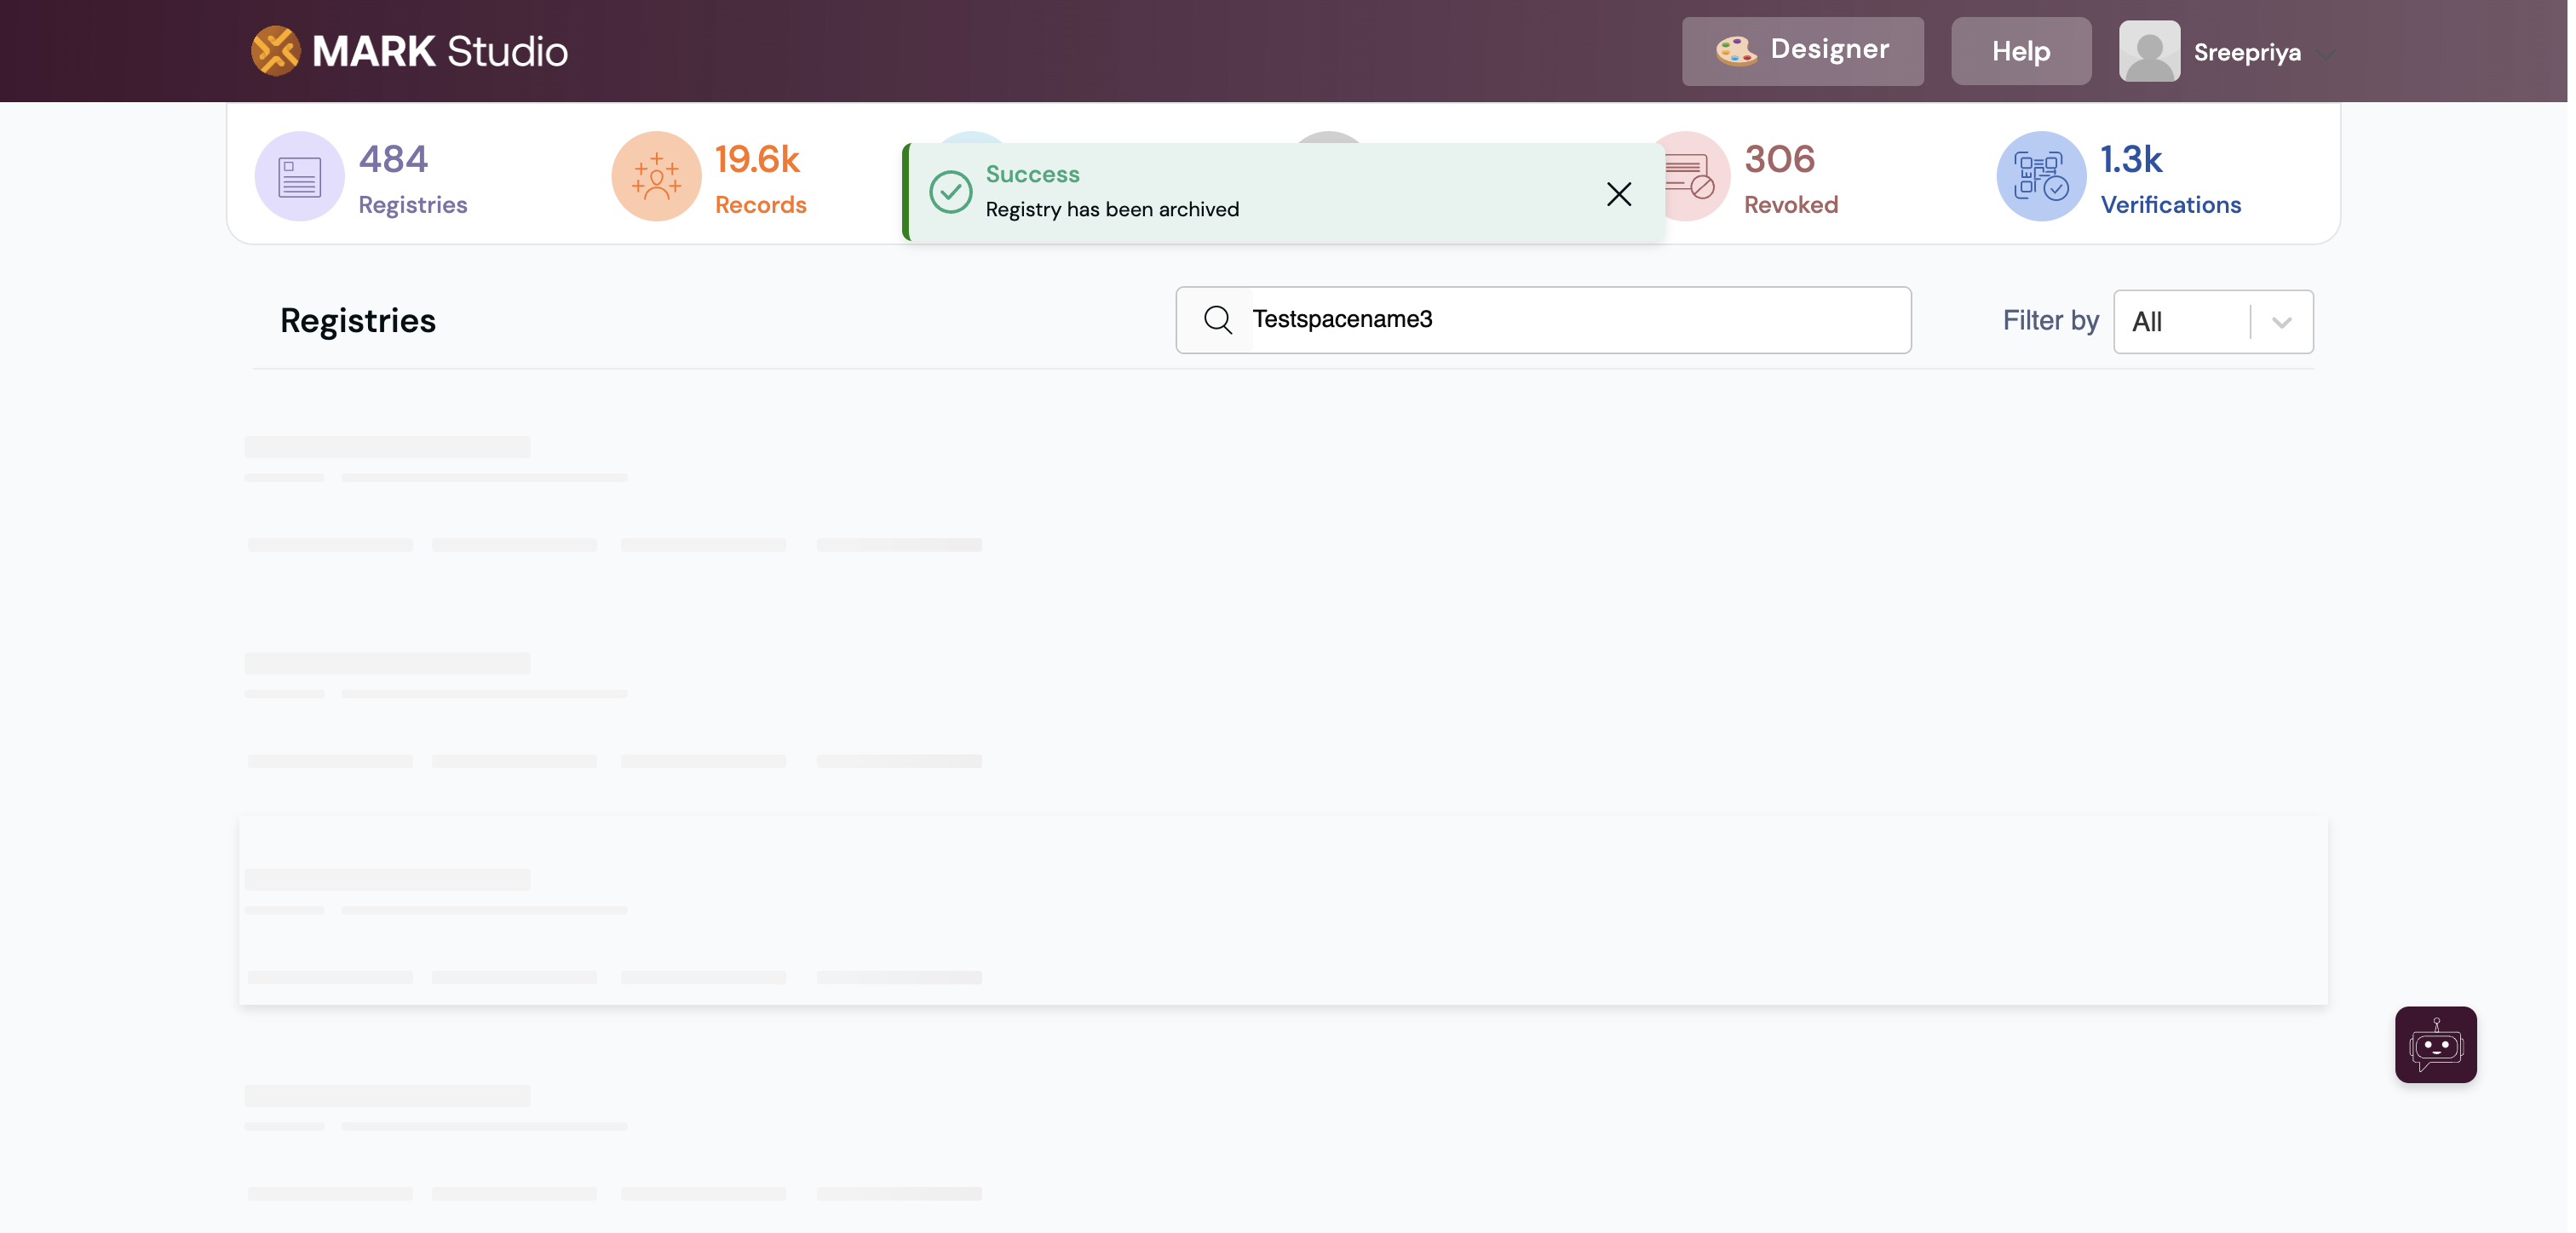 MARK Studio
Designer
Help
Sreepriya
484
Registries
19.6k
Records
Success
Registry has been archived
306
Revoked
1.3k
Verifications
Registries
Testspacename3
Filter by
All